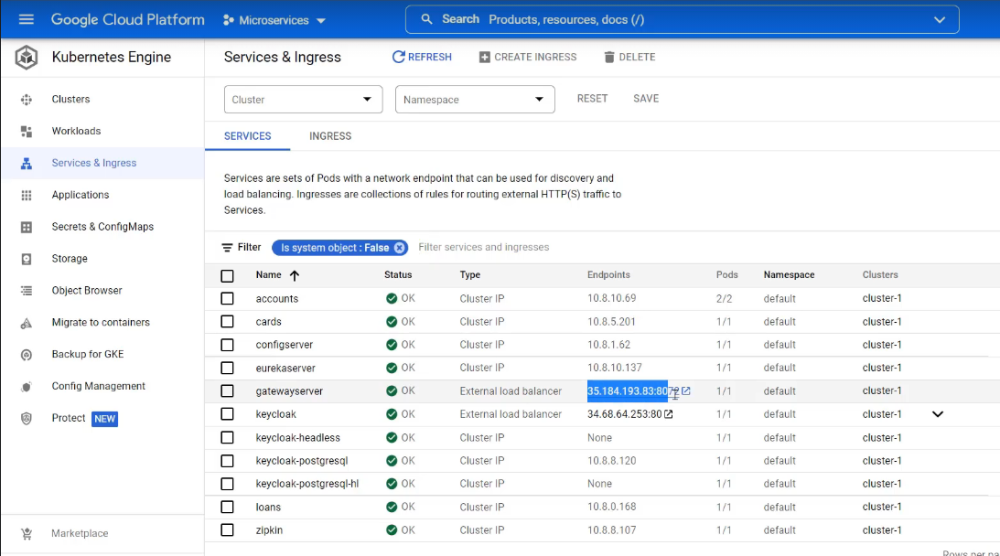 Google Cloud Platform Microservices Search Products, resources, docs (/)
Kubernetes Engine
Clusters
Workloads
Services & Ingress
Applications
Secrets & ConfigMaps
Storage
Object Browser
Migrate to containers
Backup for GKE
Config Management
Protect NEW
Marketplace
Services & Ingress REFRESH CREATE INGRESS DELETE
Cluster Namespace RESET SAVE
SERVICES INGRESS
Services are sets of Pods with a network endpoint that can be used for discovery and
load balancing. Ingresses are collections of rules for routing external HTTP(S) traffic to
Services.
Filter Is system object : False Filter services and ingresses
Name Status Type Endpoints Pods Namespace Clusters
accounts OK Cluster IP 10.8.10.69 2/2 default cluster-1
cards OK Cluster IP 10.8.5.201 1/1 default cluster-1
configserver OK Cluster IP 10.8.1.62 1/1 default cluster-1
eurekaserver OK Cluster IP 10.8.10.137 1/1 default cluster-1
gatewayserver OK External load balancer 35.184.193.83:8072 1/1 default cluster-1
keycloak OK External load balancer 34.68.64.253:80 1/1 default cluster-1
keycloak-headless OK Cluster IP None 1/1 default cluster-1
keycloak-postgresql OK Cluster IP 10.8.8.120 1/1 default cluster-1
keycloak-postgresql-hl OK Cluster IP None 1/1 default cluster-1
loans OK Cluster IP 10.8.0.168 1/1 default cluster-1
zipkin OK Cluster IP 10.8.8.107 1/1 default cluster-1
Rows per pa